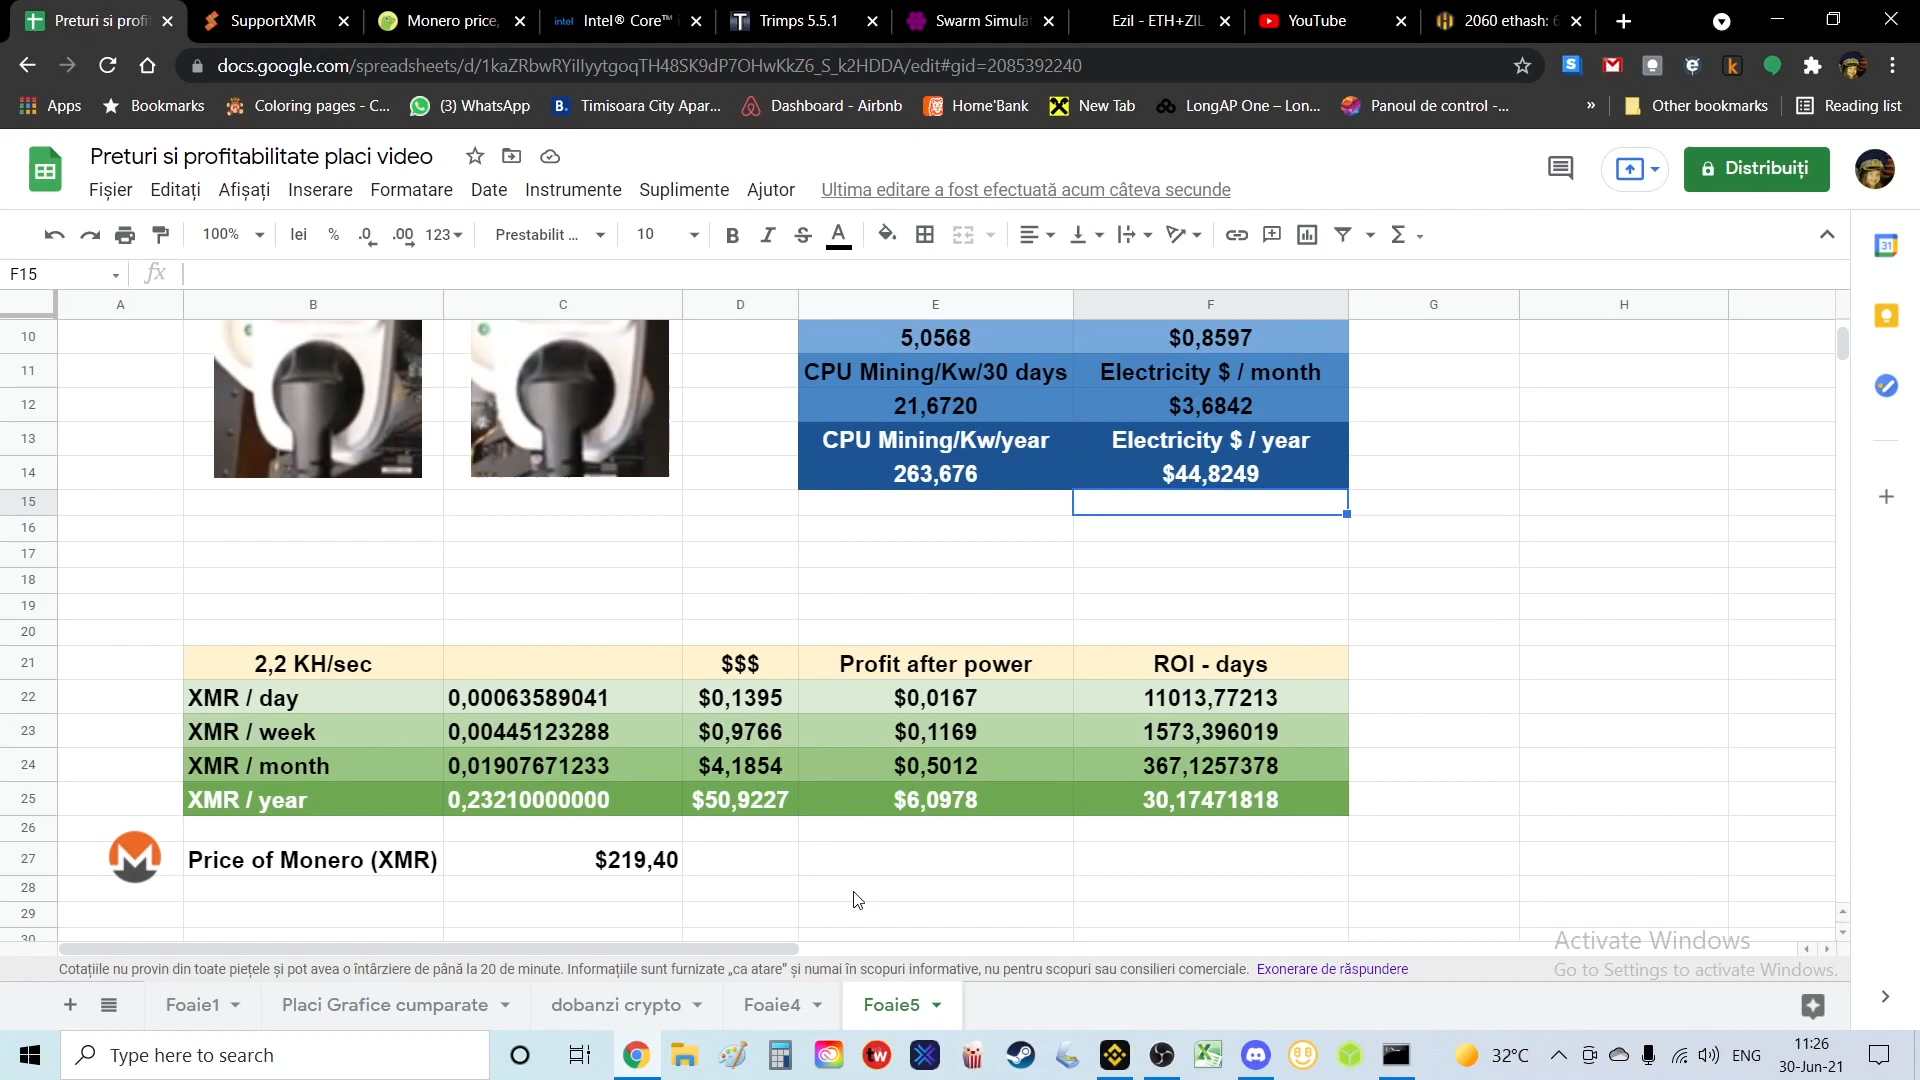 Preturi si profi
SupportXMR
Monero price,
intel Intel® Core™ i
Trimps 5.5.1
Swarm Simula
Ezil - ETH+ZIL
YouTube
2060 ethash: 6
docs.google.com/spreadsheets/d/1kaZRbwRYiIlyytgoqTH48SK9dP7OHwKkZ6_S_k2HDDA/edit#gid=2085392240
Apps Bookmarks Coloring pages - C... (3) WhatsApp Timisoara City Apar... Dashboard - Airbnb Home'Bank New Tab LongAP One – Lon... Panoul de control -... » Other bookmarks Reading list
Preturi si profitabilitate placi video
Distribuiți
Fișier Editați Afișați Inserare Formatare Date Instrumente Suplimente Ajutor Ultima editare a fost efectuată acum câteva secunde
100% lei % .0 .00 123 Prestabilit ... 10 B I S A
F15 fx
A B C D E F G H
10 5,0568 $0,8597
11 CPU Mining/Kw/30 days Electricity $ / month
12 21,6720 $3,6842
13 CPU Mining/Kw/year Electricity $ / year
14 263,676 $44,8249
15
16
17
18
19
20
21 2,2 KH/sec $$$ Profit after power ROI - days
22 XMR / day 0,00063589041 $0,1395 $0,0167 11013,77213
23 XMR / week 0,00445123288 $0,9766 $0,1169 1573,396019
24 XMR / month 0,01907671233 $4,1854 $0,5012 367,1257378
25 XMR / year 0,23210000000 $50,9227 $6,0978 30,17471818
26
27 Price of Monero (XMR) $219,40
28
29
30
Activate Windows
Go to Settings to activate Windows.
Cotațiile nu provin din toate piețele și pot avea o întârziere de până la 20 de minute. Informațiile sunt furnizate „ca atare” și numai în scopuri informative, nu pentru scopuri sau consilieri comerciale. Exonerare de răspundere
Foaie1 Placi Grafice cumparate dobanzi crypto Foaie4 Foaie5
Type here to search
32°C
ENG
11:26
30-Jun-21